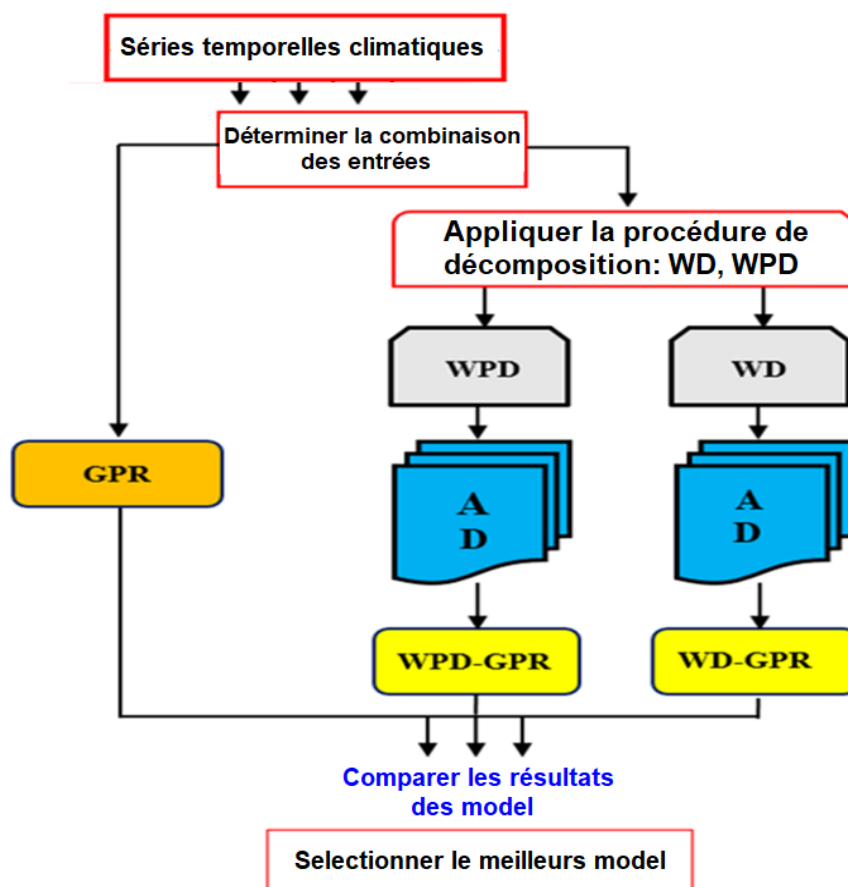 Séries temporelles climatiques
Déterminer la combinaison
des entrées
Appliquer la procédure de
décomposition: WD, WPD
WPD
WD
GPR
A
D
A
D
WPD-GPR
WD-GPR
Comparer les résultats
des model
Selectionner le meilleurs model